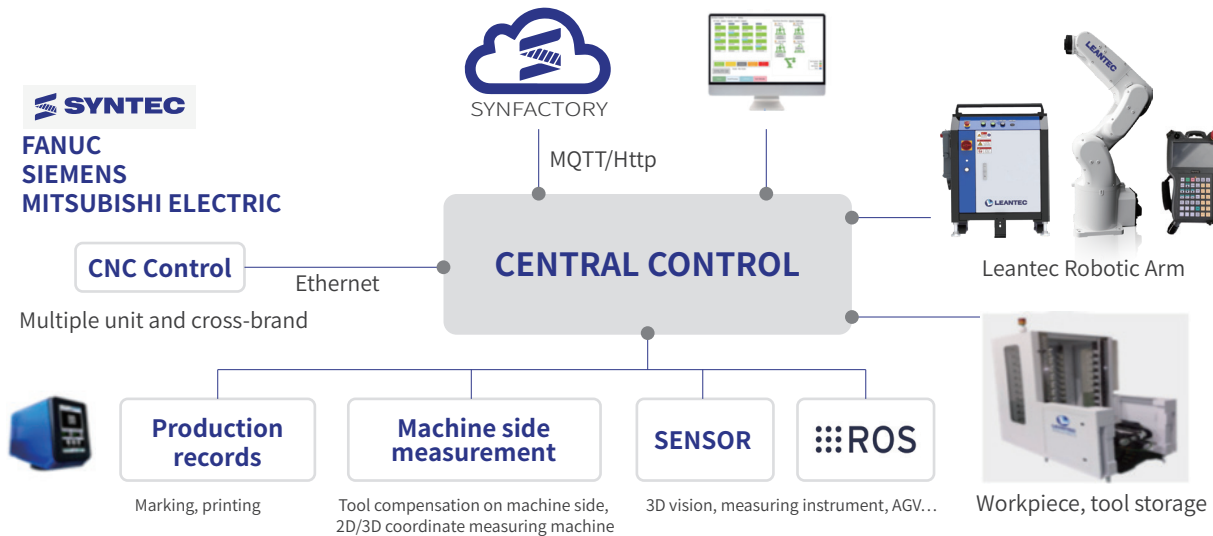 SYNFACTORY
SYNTEC
FANUC
SIEMENS
MITSUBISHI ELECTRIC
MQTT/Http
LEANTEC
LEANTEC
CENTRAL CONTROL
CNC Control
Ethernet
Multiple unit and cross-brand
Leantec Robotic Arm
Production
records
Marking, printing
Machine side
measurement
Tool compensation on machine side,
2D/3D coordinate measuring machine
SENSOR
ROS
3D vision, measuring instrument, AGV...
LEANTEC
Workpiece, tool storage